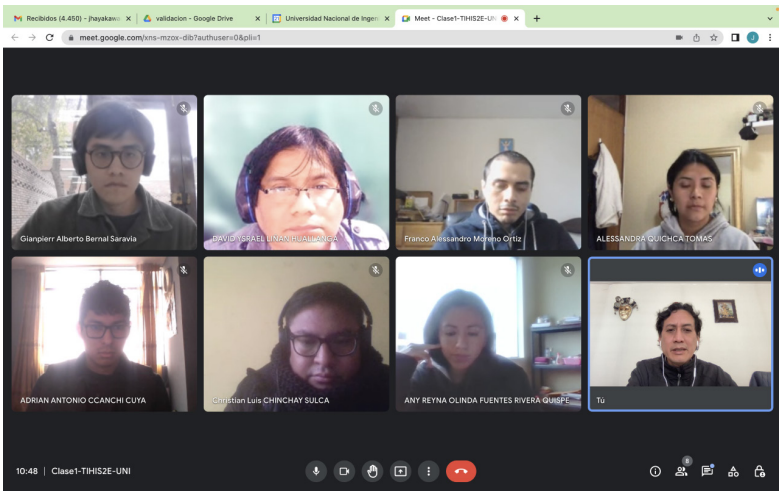 Recibidos (4.450) - jhayakawa
validacion - Google Drive
Universidad Nacional de Ingen
Meet - Clase1-TIHIS2E-UN
meet.google.com/xns-mzox-dib?authuser=0&pli=1
Gianpierr Alberto Bernal Saravia
DAVID YSRAEL LIÑAN HUALLANCA
Franco Alessandro Moreno Ortiz
ALESSANDRA QUICHCA TOMAS
ADRIAN ANTONIO CCANCHI CUYA
Christian Luis CHINCHAY SULCA
ANY REYNA OLINDA FUENTES RIVERA QUISPE
Tú
10:48 | Clase1-TIHIS2E-UNI
8